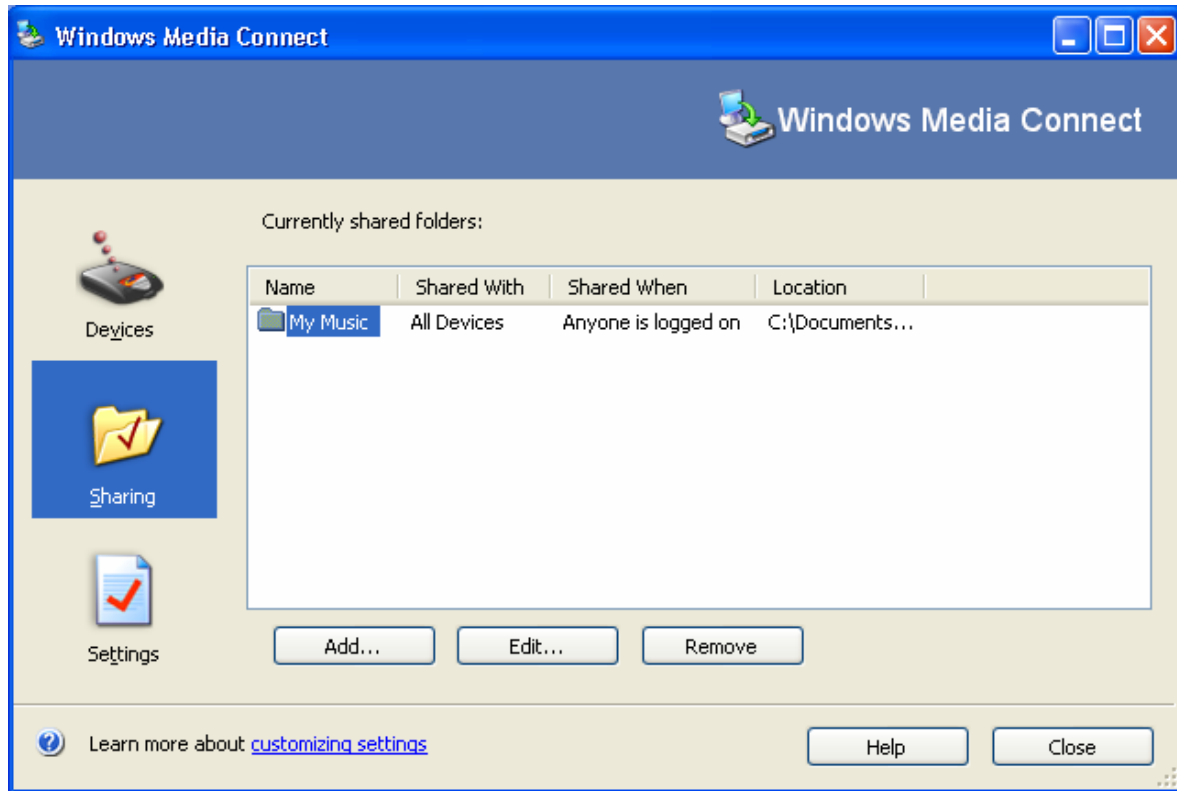 Windows Media Connect
Windows Media Connect
Currently shared folders:
Name Shared With Shared When Location
My Music All Devices Anyone is logged on C:\Documents...
Devices
Sharing
Settings
Add... Edit... Remove
Learn more about customizing settings
Help Close